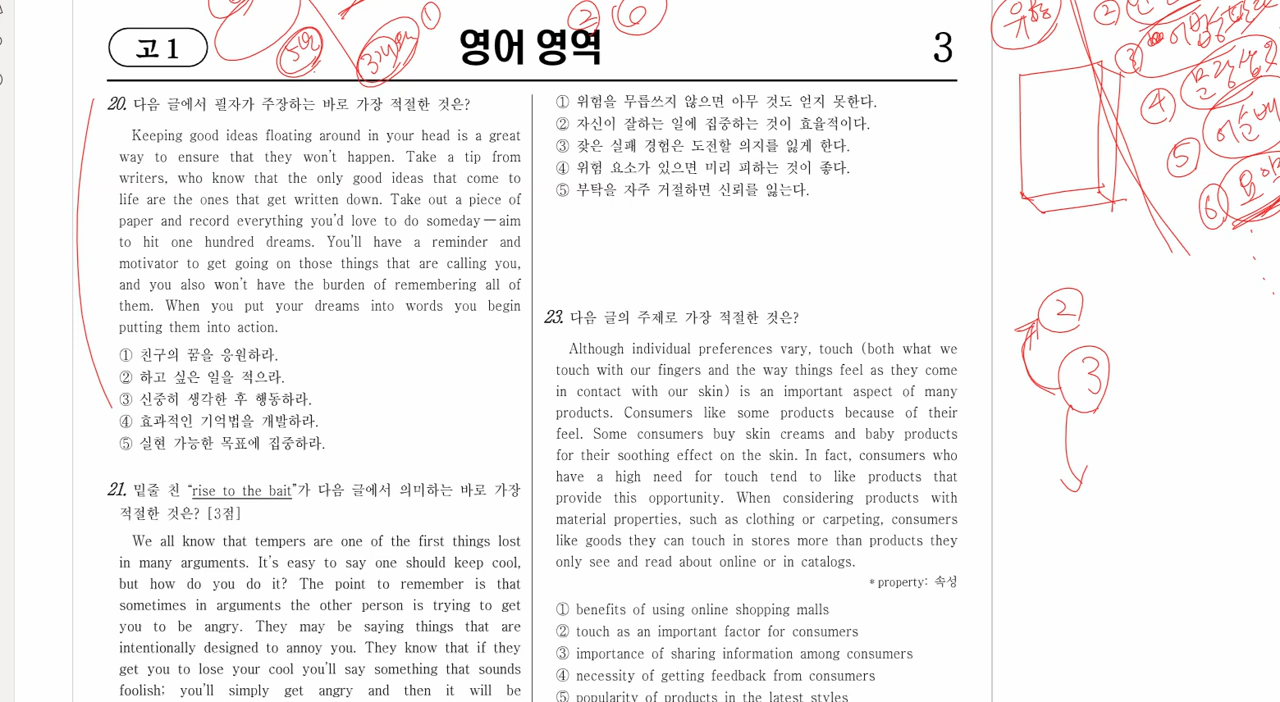 고 1
영어 영역
3
20. 다음 글에서 필자가 주장하는 바로 가장 적절한 것은?
Keeping good ideas floating around in your head is a great
way to ensure that they won't happen. Take a tip from
writers, who know that the only good ideas that come to
life are the ones that get written down. Take out a piece of
paper and record everything you'd love to do someday — aim
to hit one hundred dreams. You'll have a reminder and
motivator to get going on those things that are calling you,
and you also won't have the burden of remembering all of
them. When you put your dreams into words you begin
putting them into action.
① 친구의 꿈을 응원하라.
② 하고 싶은 일을 적으라.
③ 신중히 생각한 후 행동하라.
④ 효과적인 기억법을 개발하라.
⑤ 실현 가능한 목표에 집중하라.
21. 밑줄 친 “rise to the bait”가 다음 글에서 의미하는 바로 가장
적절한 것은? [3점]
We all know that tempers are one of the first things lost
in many arguments. It's easy to say one should keep cool,
but how do you do it? The point to remember is that
sometimes in arguments the other person is trying to get
you to be angry. They may be saying things that are
intentionally designed to annoy you. They know that if they
get you to lose your cool you'll say something that sounds
foolish; you'll simply get angry and then it will be
① 위험을 무릅쓰지 않으면 아무 것도 얻지 못한다.
② 자신이 잘하는 일에 집중하는 것이 효율적이다.
③ 잦은 실패 경험은 도전할 의지를 잃게 한다.
④ 위험 요소가 있으면 미리 피하는 것이 좋다.
⑤ 부탁을 자주 거절하면 신뢰를 잃는다.
23. 다음 글의 주제로 가장 적절한 것은?
Although individual preferences vary, touch (both what we
touch with our fingers and the way things feel as they come
in contact with our skin) is an important aspect of many
products. Consumers like some products because of their
feel. Some consumers buy skin creams and baby products
for their soothing effect on the skin. In fact, consumers who
have a high need for touch tend to like products that
provide this opportunity. When considering products with
material properties, such as clothing or carpeting, consumers
like goods they can touch in stores more than products they
only see and read about online or in catalogs.
* property: 속성
① benefits of using online shopping malls
② touch as an important factor for consumers
③ importance of sharing information among consumers
④ necessity of getting feedback from consumers
⑤ popularity of products in the latest styles
①
② ⑥
유형
②
③
④
⑤
⑥
②
③